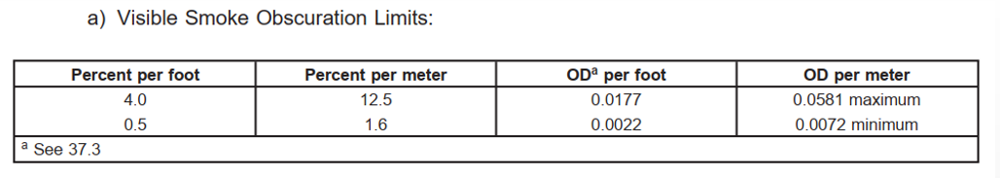 a) Visible Smoke Obscuration Limits:
Percent per foot Percent per meter ODᵃ per foot OD per meter
4.0 12.5 0.0177 0.0581 maximum
0.5 1.6 0.0022 0.0072 minimum
ᵃ See 37.3